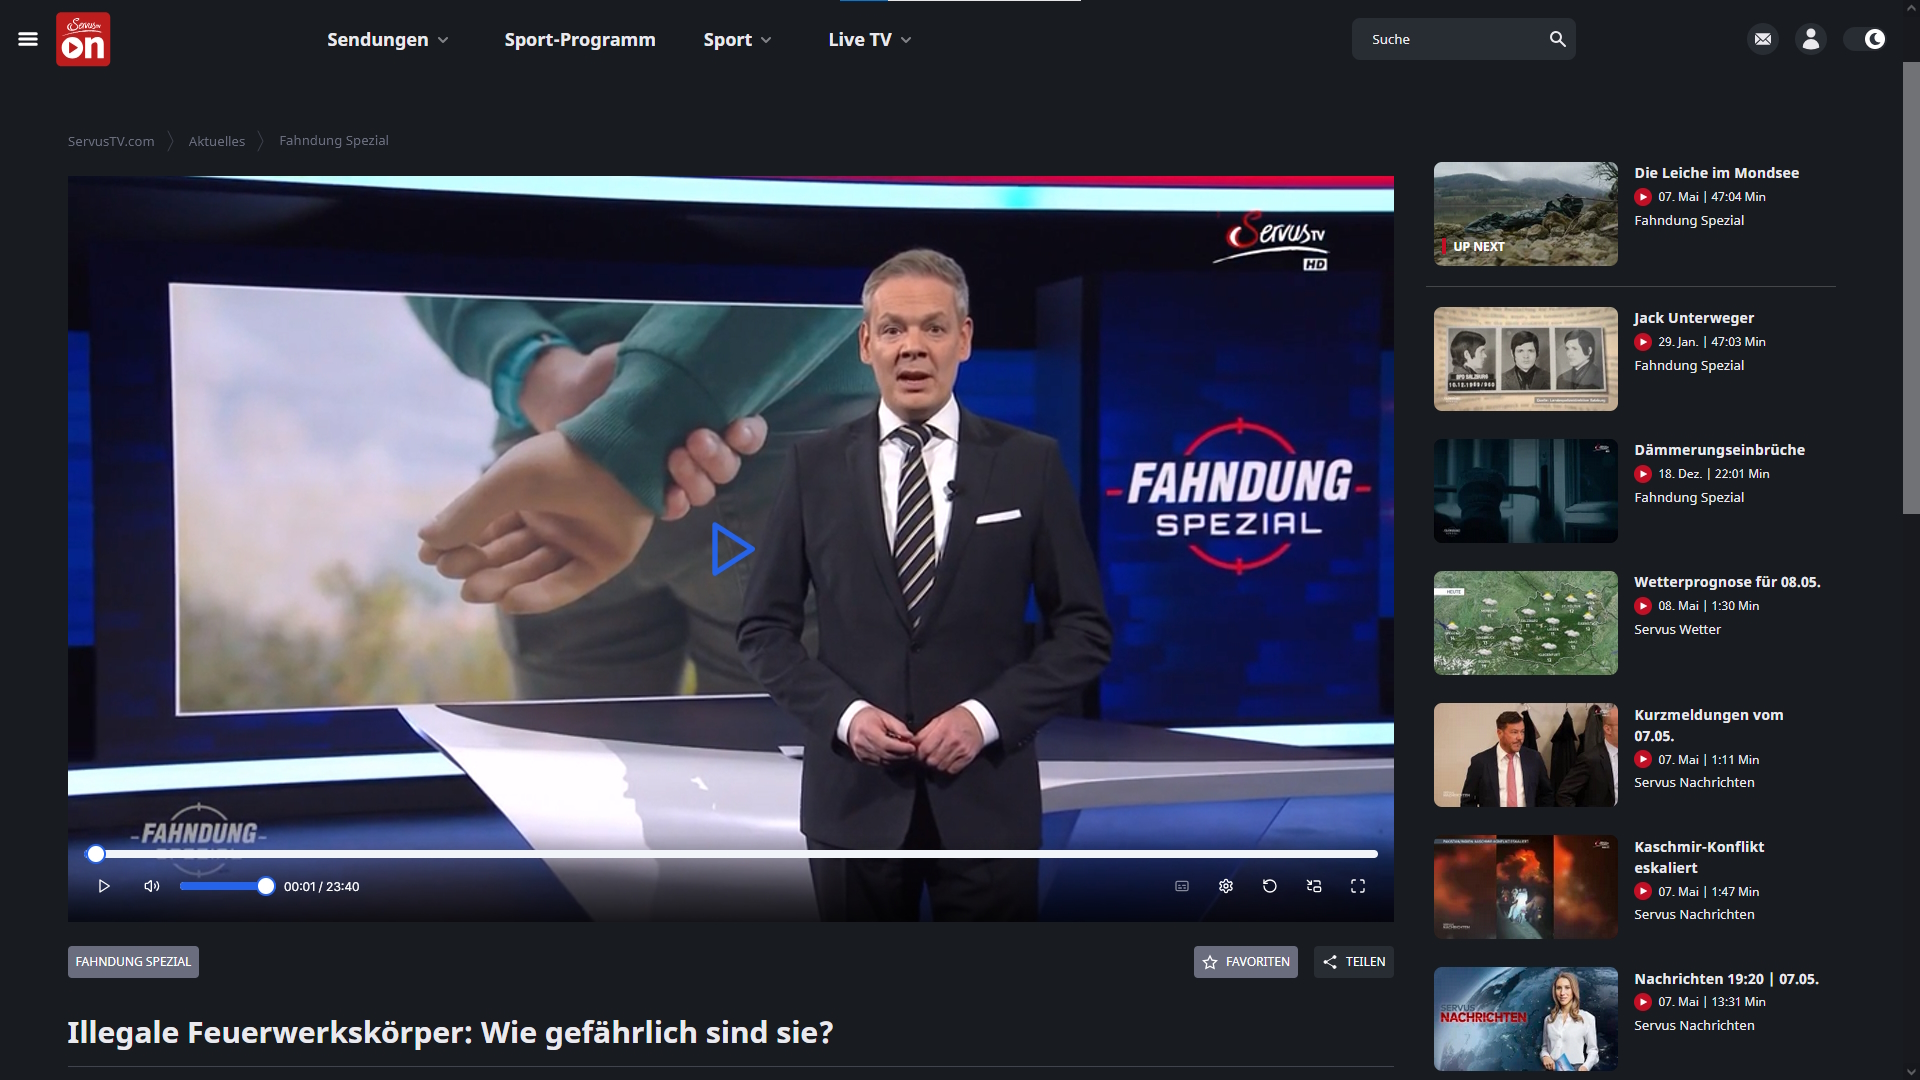 ServusTV
on
Sendungen
Sport-Programm
Sport
Live TV
Suche
ServusTV.com
Aktuelles
Fahndung Spezial
ServusTV
HD
-FAHNDUNG-
SPEZIAL
-FAHNDUNG-
SPEZIAL
00:01 / 23:40
FAHNDUNG SPEZIAL
FAVORITEN
TEILEN
Illegale Feuerwerkskörper: Wie gefährlich sind sie?
UP NEXT
Die Leiche im Mondsee
07. Mai | 47:04 Min
Fahndung Spezial
Jack Unterweger
29. Jan. | 47:03 Min
Fahndung Spezial
Dämmerungseinbrüche
18. Dez. | 22:01 Min
Fahndung Spezial
HEUTE
Wetterprognose für 08.05.
08. Mai | 1:30 Min
Servus Wetter
Kurzmeldungen vom
07.05.
07. Mai | 1:11 Min
Servus Nachrichten
Kaschmir-Konflikt
eskaliert
07. Mai | 1:47 Min
Servus Nachrichten
SERVUS
NACHRICHTEN
Nachrichten 19:20 | 07.05.
07. Mai | 13:31 Min
Servus Nachrichten